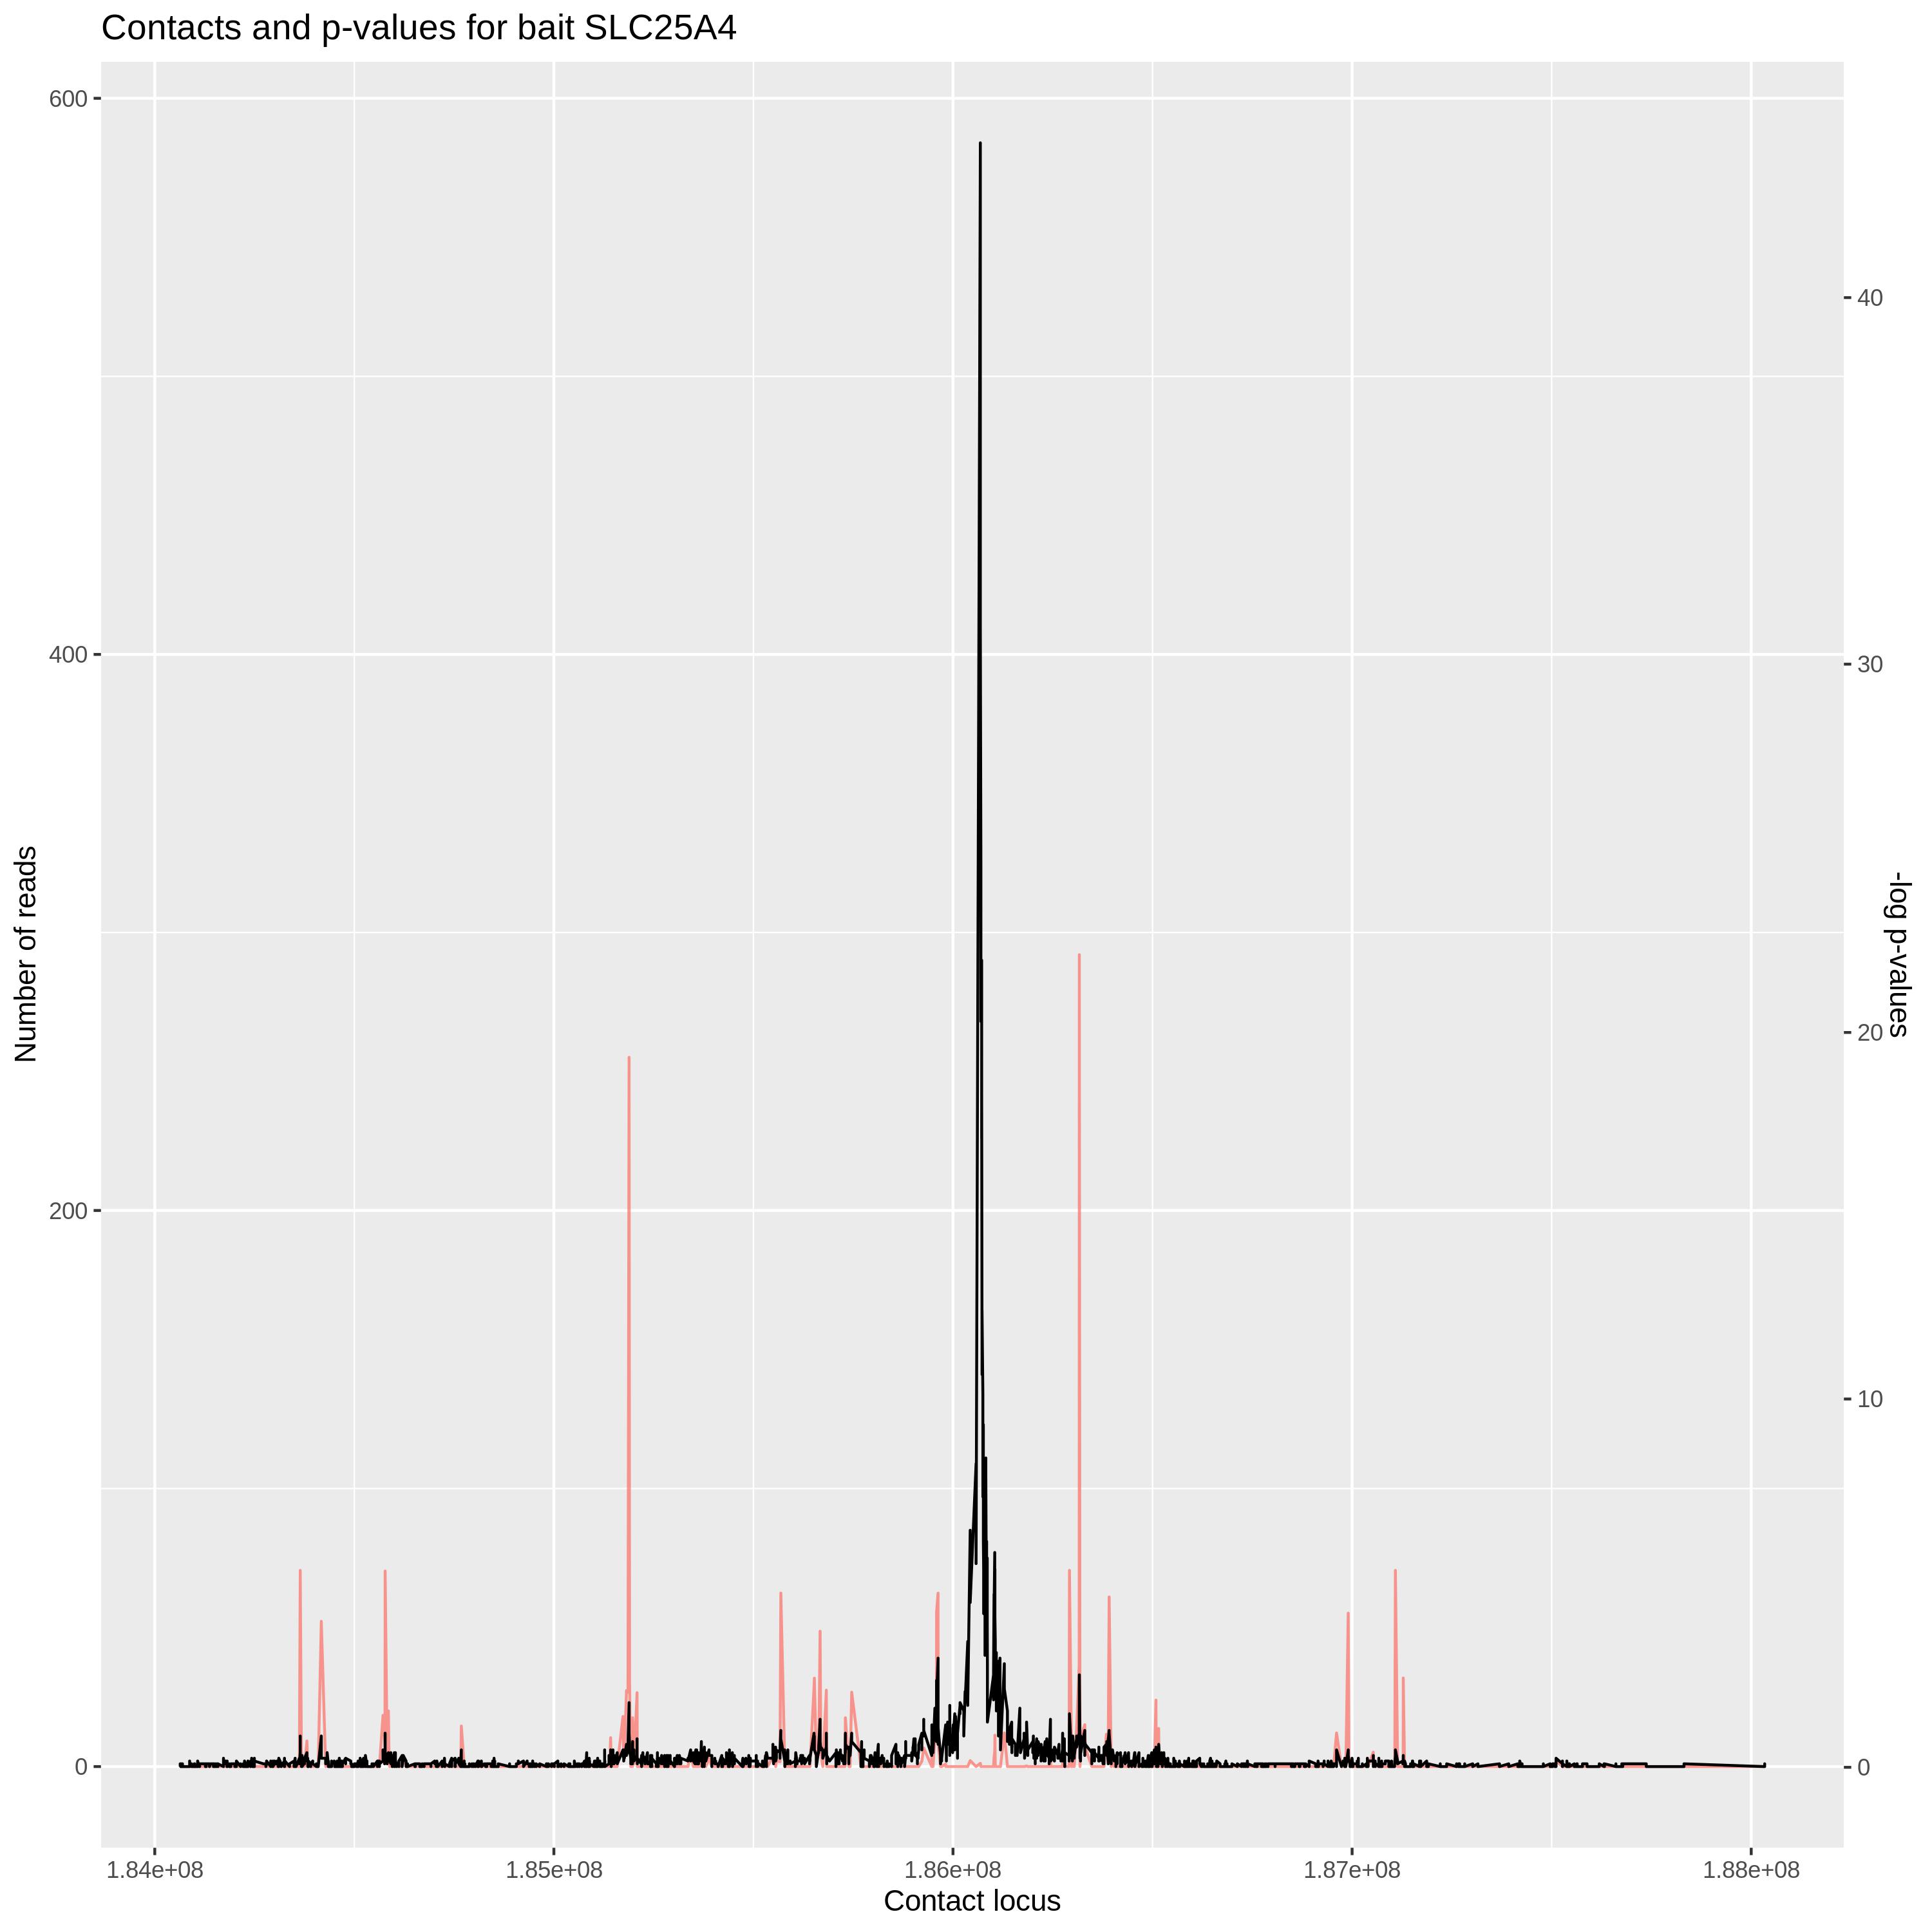 Contacts and p-values for bait SLC25A4
600
400
200
0
Number of reads
40
30
20
10
0
-log p-values
1.84e+08 1.85e+08 1.86e+08 1.87e+08 1.88e+08
Contact locus